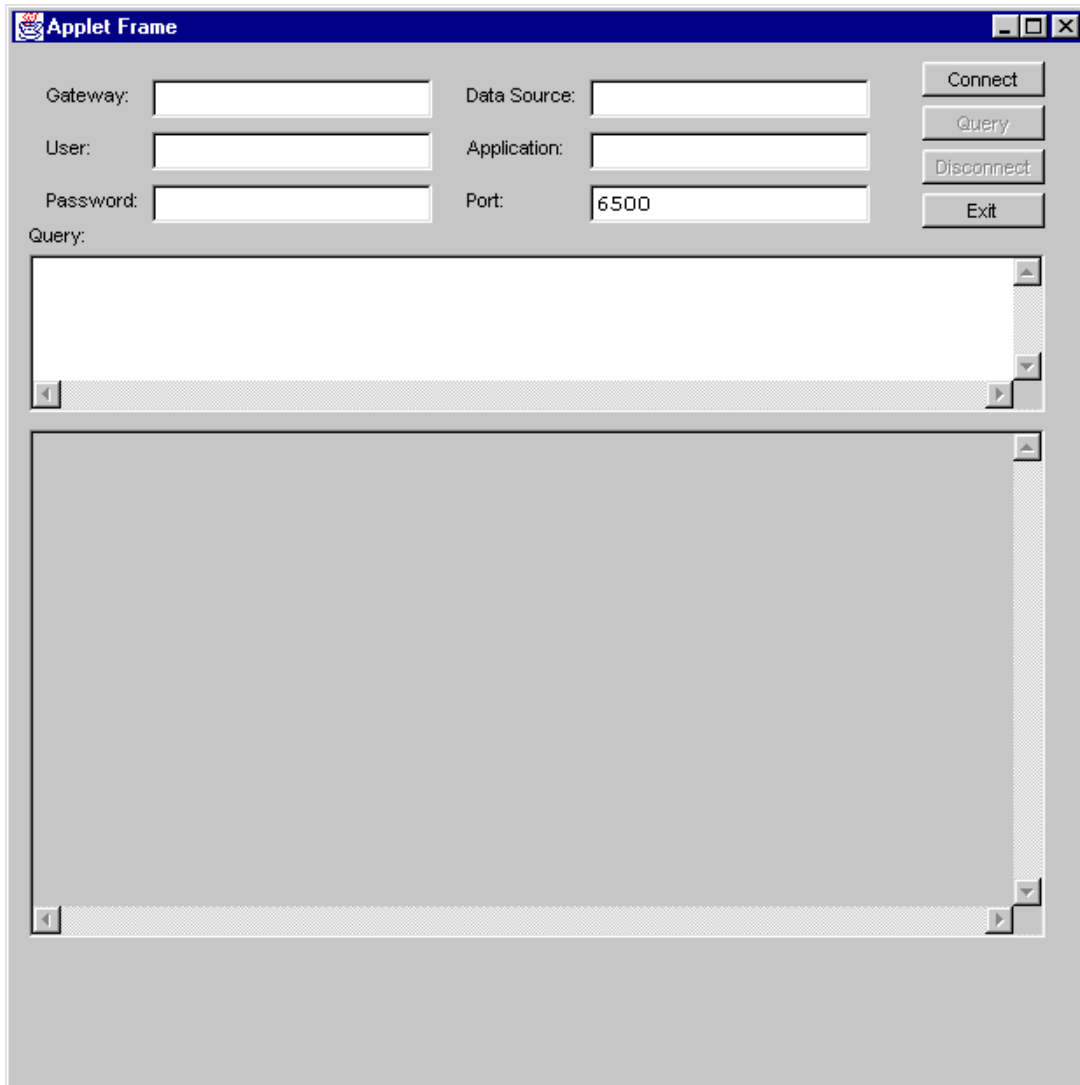 Applet Frame
Gateway: Data Source: Connect
Query
User: Application:
Disconnect
Password: Port: 6500 Exit
Query: